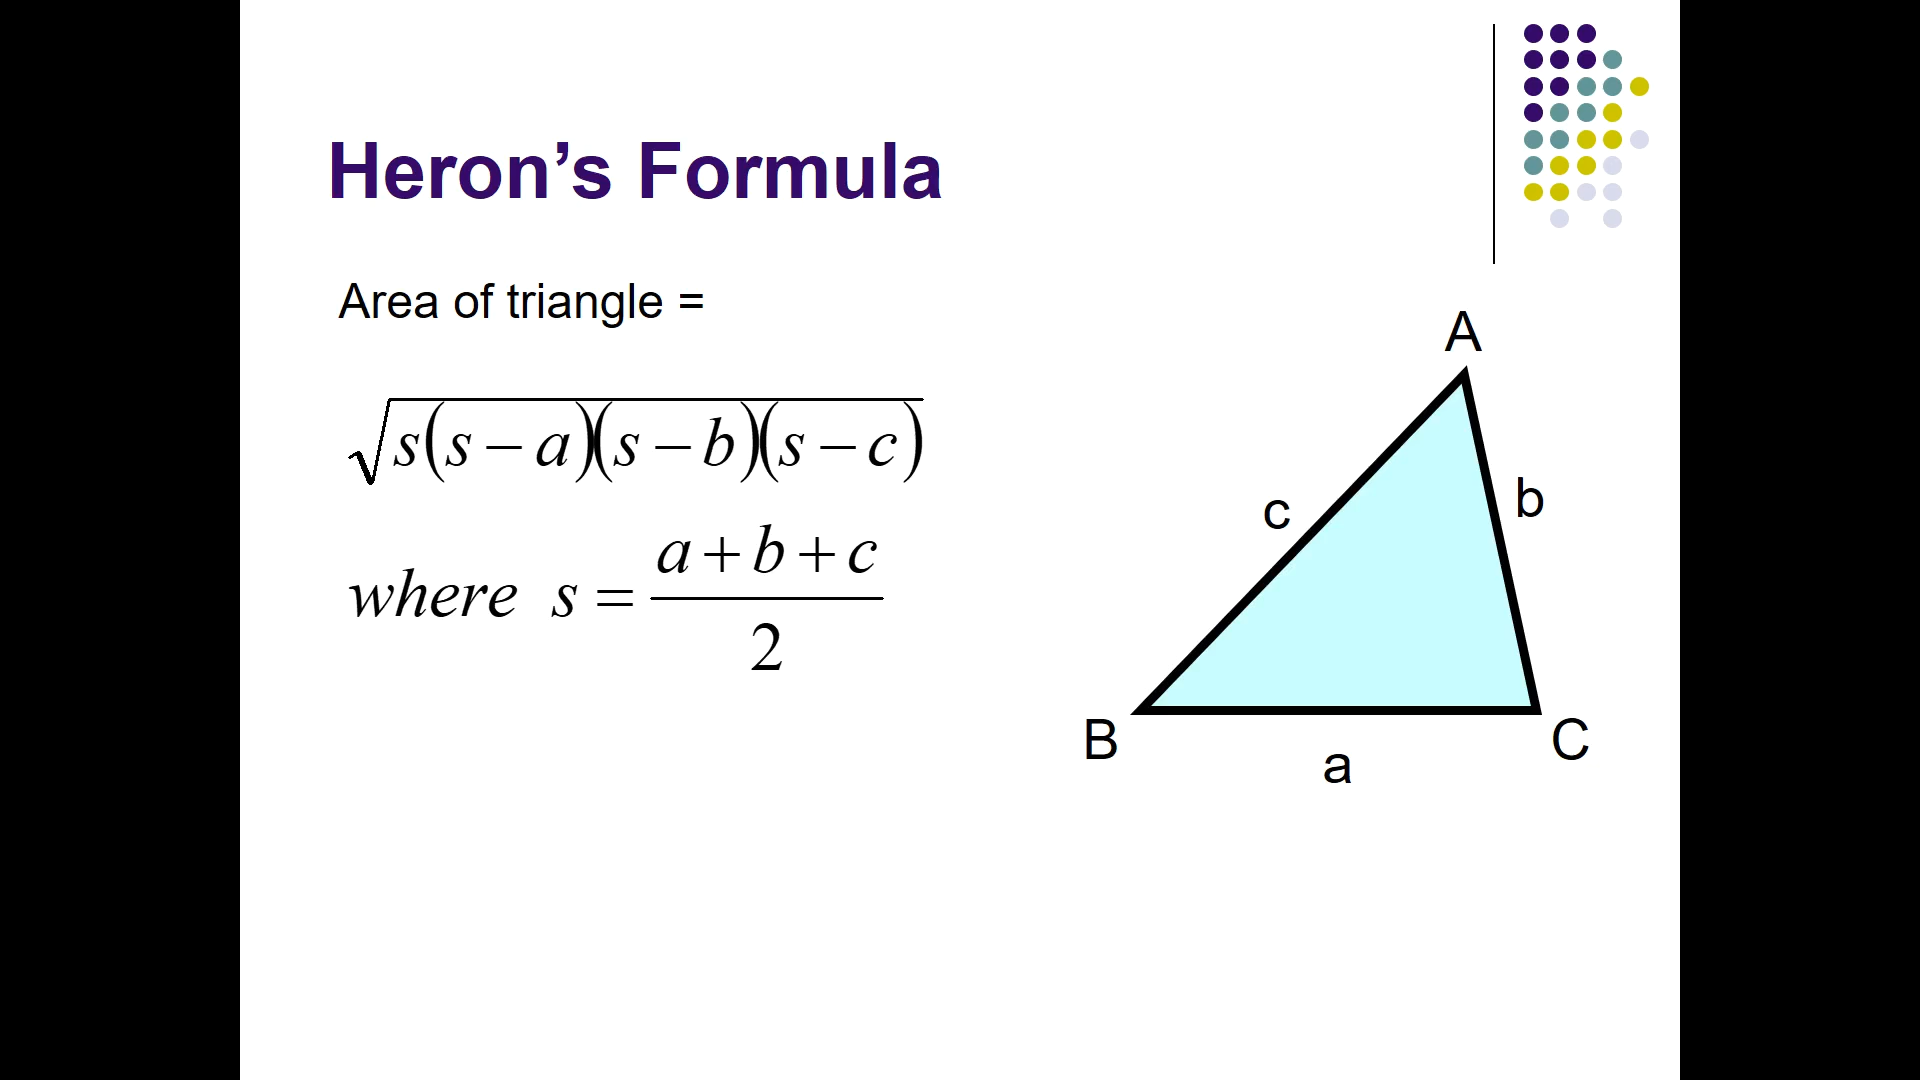 Heron’s Formula
Area of triangle =
√s(s − a)(s − b)(s − c)
where s = a + b + c
2
A
c
b
B
C
a